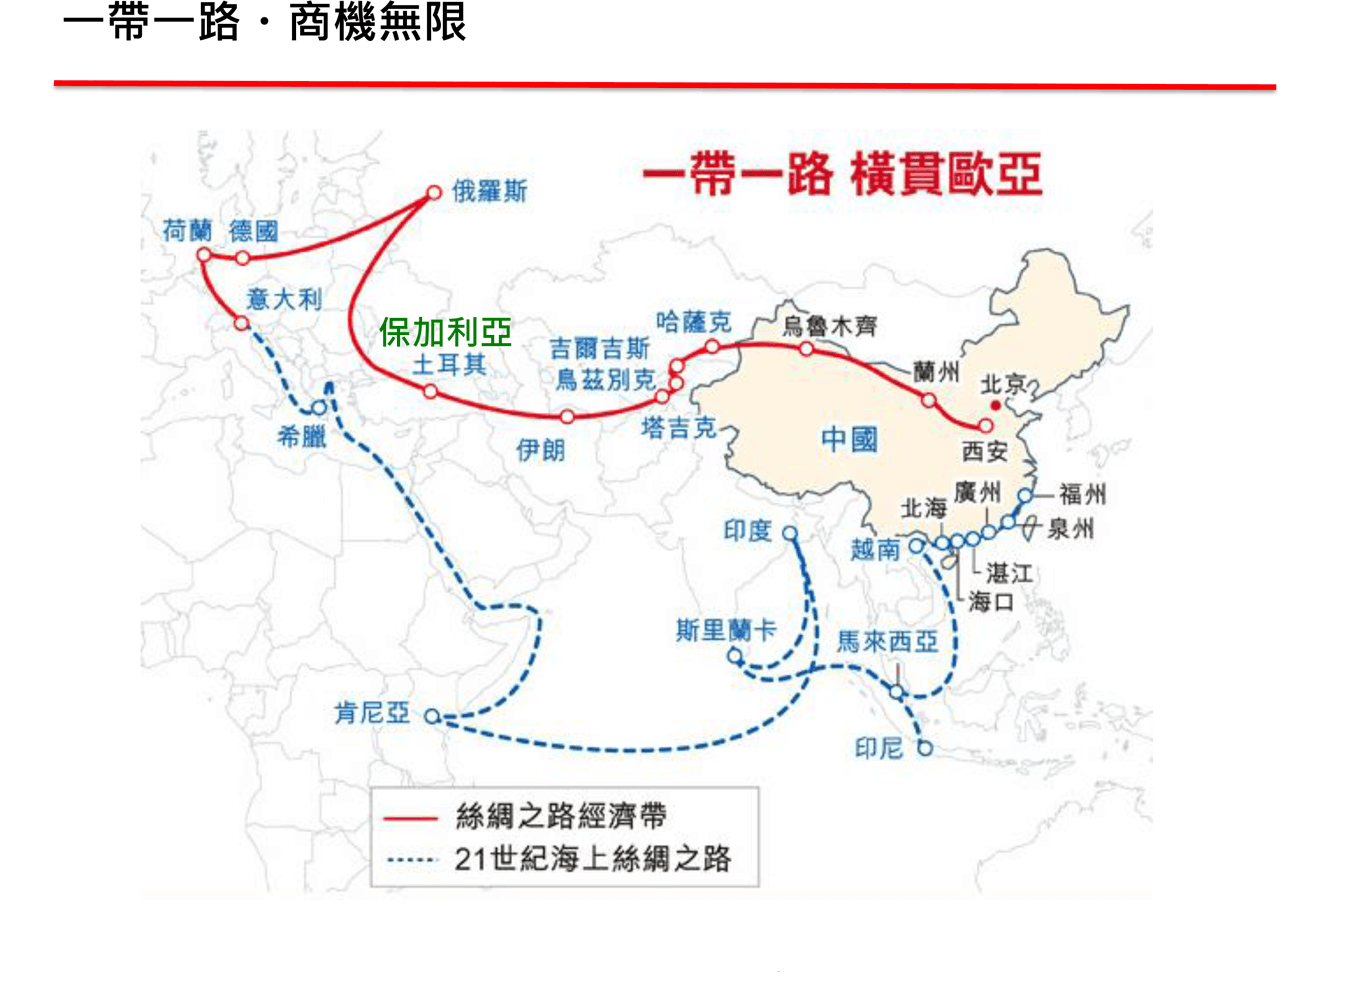 一帶一路・商機無限
一帶一路 橫貫歐亞
俄羅斯
荷蘭 德國
意大利
保加利亞
土耳其
哈薩克
烏魯木齊
吉爾吉斯
烏茲別克
蘭州
北京
塔吉克
希臘
伊朗
中國
西安
廣州
福州
北海
印度
越南
泉州
湛江
海口
斯里蘭卡
馬來西亞
肯尼亞
印尼
絲綢之路經濟帶
21世紀海上絲綢之路